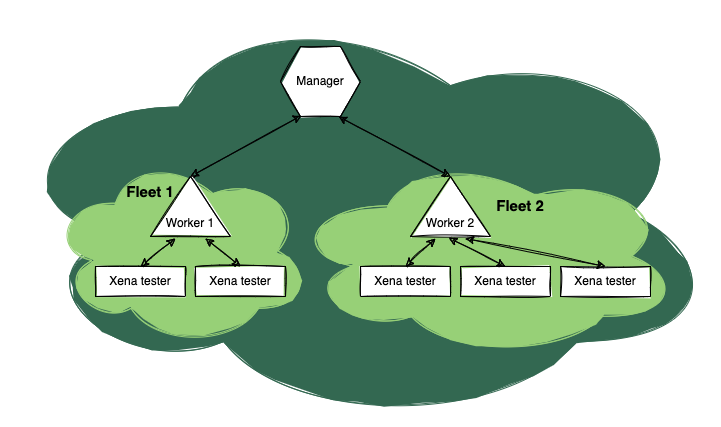 Manager
Fleet 1
Worker 1
Xena tester
Xena tester
Fleet 2
Worker 2
Xena tester
Xena tester
Xena tester